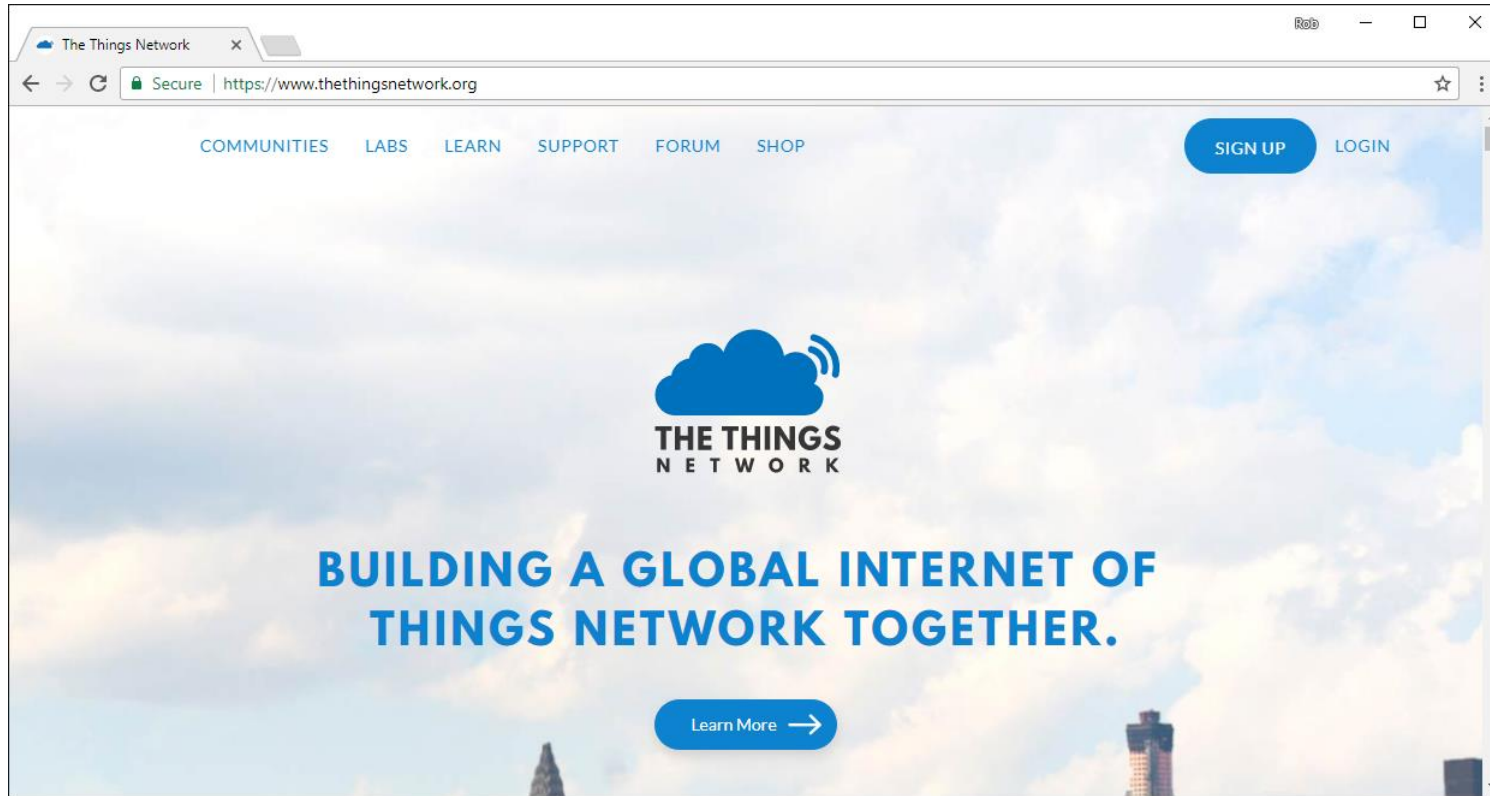 Rob
The Things Network
Secure | https://www.thethingsnetwork.org
COMMUNITIES LABS LEARN SUPPORT FORUM SHOP SIGN UP LOGIN
THE THINGS
NETWORK
BUILDING A GLOBAL INTERNET OF
THINGS NETWORK TOGETHER.
Learn More